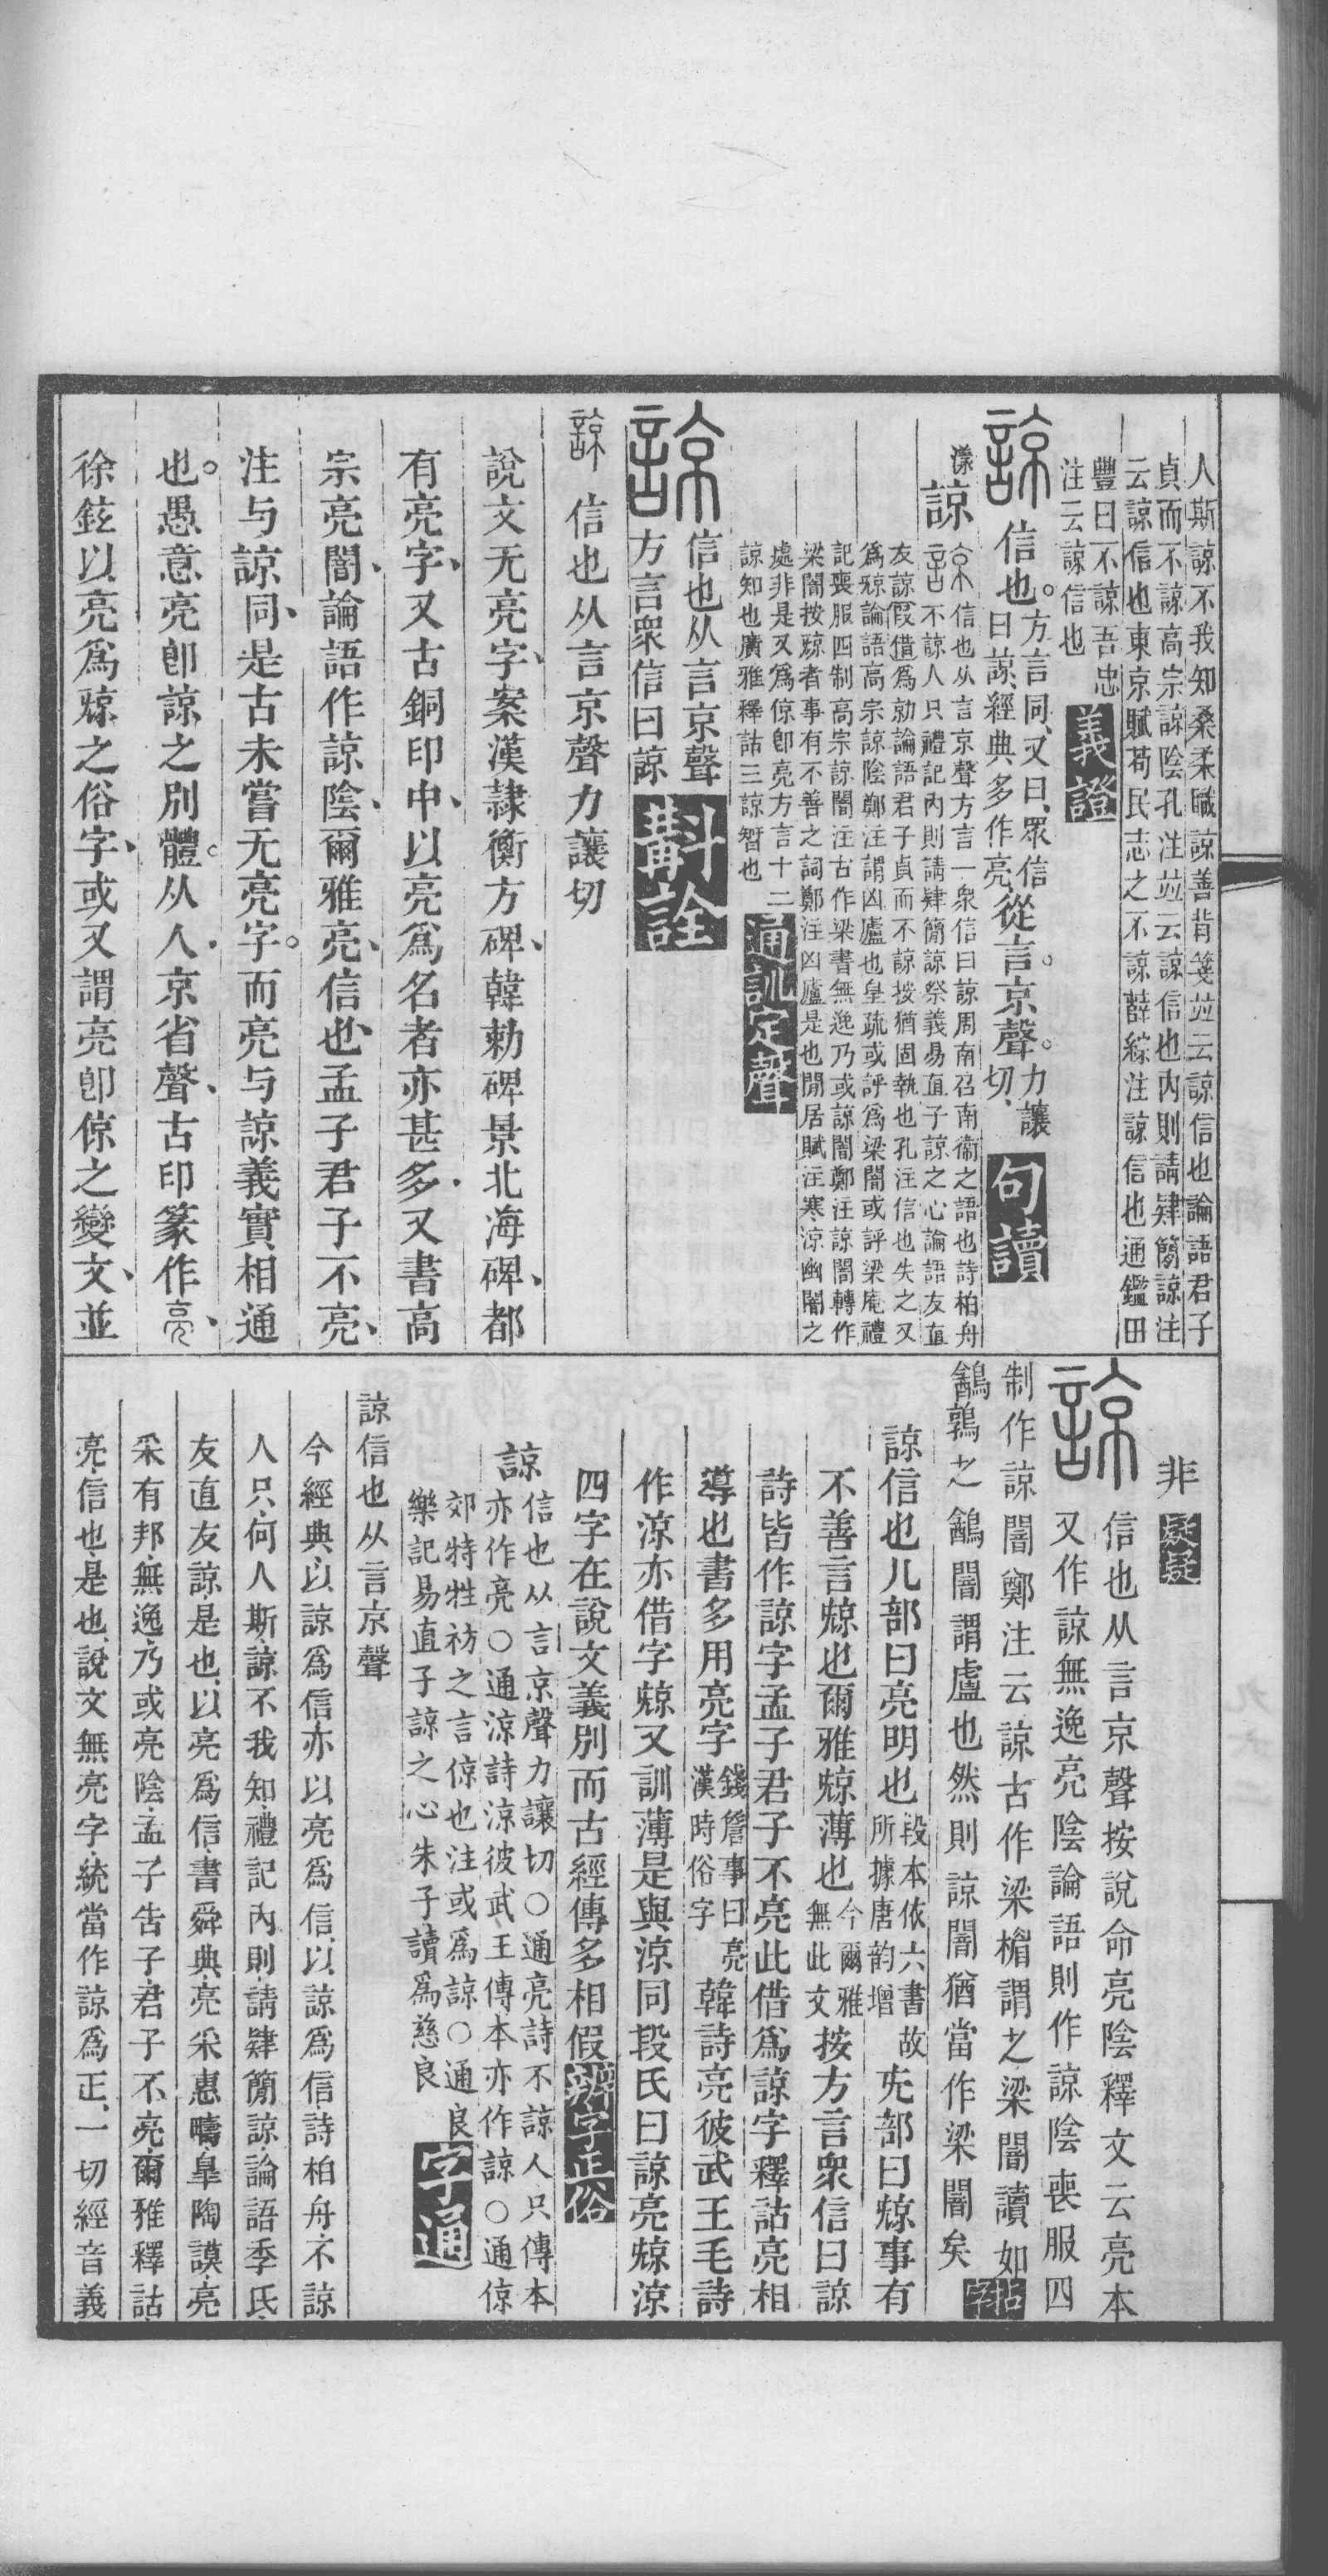 人斯諒不我知桑柔職諒善背箋竝云諒信也論語君子
貞而不諒高宗諒陰孔注竝云諒信也內則請肄簡諒注
云諒信也東京賦苟民志之不諒薛綜注諒信也通鑑田
豐曰不諒吾忠
注云諒信也
義證
諒信也。方言同、又曰、眾信
曰諒、經典多作亮、從言。京聲。力讓
切、
句讀
漾
諒
信也从言京聲方言一眾信曰諒周南召南衞之語也詩柏舟
不諒人只禮記內則請肄簡諒祭義易直子諒之心論語友直
友諒假借爲勍論語君子貞而不諒按猶固執也孔注信也失之又
爲䣼論語高宗諒陰鄭注謂凶廬也皇疏或評爲梁闇或評梁庵禮
記喪服四制高宗諒闇注古作梁書無逸乃或諒闇鄭注諒闇轉作
梁闇按䣼者事有不善之詞鄭注凶廬是也閒居賦注寒涼幽闇之
處非是又爲倞卽亮方言十二
諒知也廣雅釋詁三諒智也
通訓定聲
諒信也从言京聲
方言眾信曰諒
斠詮
諒 信也从言京聲力讓切
說文无亮字、案漢隸衡方碑、韓勅碑景北海碑、都
有亮字、又古銅印中、以亮爲名者亦甚多、又書高
宗亮闇、論語作諒陰、爾雅亮、信也、孟子君子不亮、
注与諒同、是古未嘗无亮字。而亮与諒義實相通
也。愚意亮卽諒之別體。从人、京省聲、古印篆作亮、
徐鉉以亮爲䣼之俗字、或又謂亮卽倞之變文、並
非
疑疑
諒
信也从言京聲按說命亮陰釋文云亮本
又作諒無逸亮陰論語則作諒陰喪服四
制作諒闇鄭注云諒古作梁楣謂之梁闇讀如
鶕鶉之鶕闇謂廬也然則諒闇猶當作梁闇矣
拈字
諒信也儿部曰亮明也段本依六書故
所據唐韵增 旡部曰䣼事有
不善言䣼也爾雅䣼薄也今爾雅
無此文 按方言眾信曰諒
詩皆作諒字孟子君子不亮此借爲諒字釋詁亮相
導也書多用亮字錢詹事曰亮
漢時俗字 韓詩亮彼武王毛詩
作涼亦借字䣼又訓薄是與涼同段氏曰諒亮䣼涼
四字在說文義別而古經傳多相假
辨字正俗
諒
信也从言京聲力讓切〇通亮詩不諒人只傳本
亦作亮〇通涼詩涼彼武王傳本亦作諒〇通倞
郊特牲祊之言倞也注或爲諒〇通良
樂記易直子諒之心朱子讀爲慈良
字通
諒信也从言京聲
今經典以諒爲信亦以亮爲信以諒爲信詩柏舟不諒
人只何人斯諒不我知禮記內則請肄簡諒論語季氏
友直友諒是也以亮爲信書舜典亮采惠疇皐陶謨亮
采有邦無逸乃或亮陰孟子告子君子不亮爾雅釋詁
亮信也是也說文無亮字統當作諒爲正一切經音義